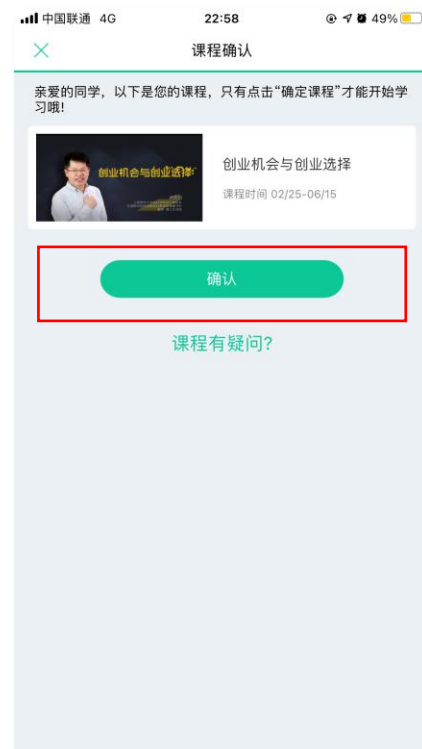 中国联通 4G 22:58 49%
课程确认
亲爱的同学，以下是您的课程，只有点击“确定课程”才能开始学
习哦!
创业机会与创业选择
创业机会与创业选择
课程时间 02/25-06/15
确认
课程有疑问?